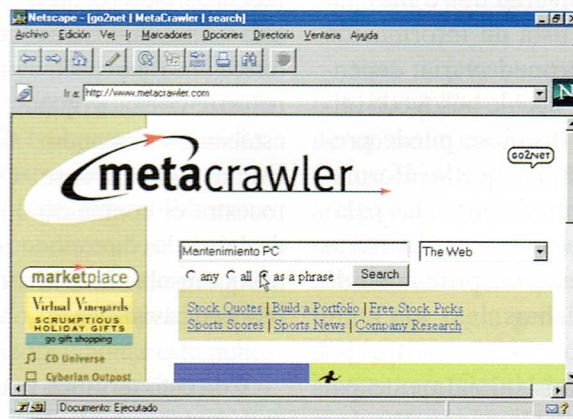 Netscape - [go2net | MetaCrawler | search]
Archivo Edición Ver Ir Marcadores Opciones Directorio Ventana Ayuda
Ir a: http://www.metacrawler.com
N
go2net
metacrawler
Mantenimiento PC The Web
any all as a phrase Search
Stock Quotes | Build a Portfolio | Free Stock Picks
Sports Scores | Sports News | Company Research
marketplace
Virtual Vineyards
SCRUMPTIOUS
HOLIDAY GIFTS
go gift shopping
CD Universe
Cyberian Outpost
Documento: Ejecutado